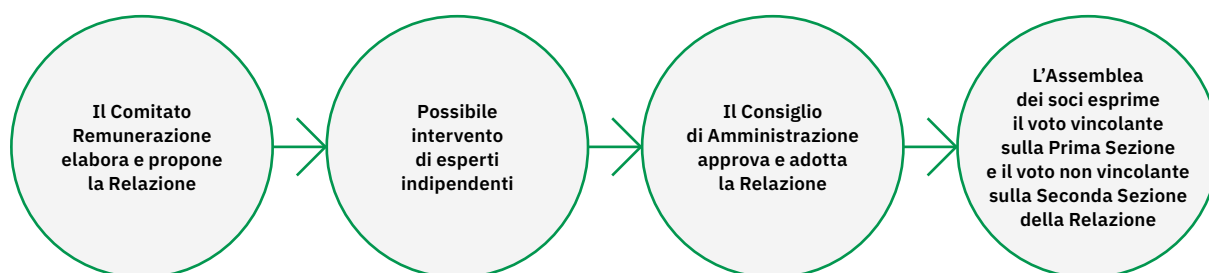 Il Comitato
Remunerazione
elabora e propone
la Relazione
Possibile
intervento
di esperti
indipendenti
Il Consiglio
di Amministrazione
approva e adotta
la Relazione
L’Assemblea
dei soci esprime
il voto vincolante
sulla Prima Sezione
e il voto non vincolante
sulla Seconda Sezione
della Relazione